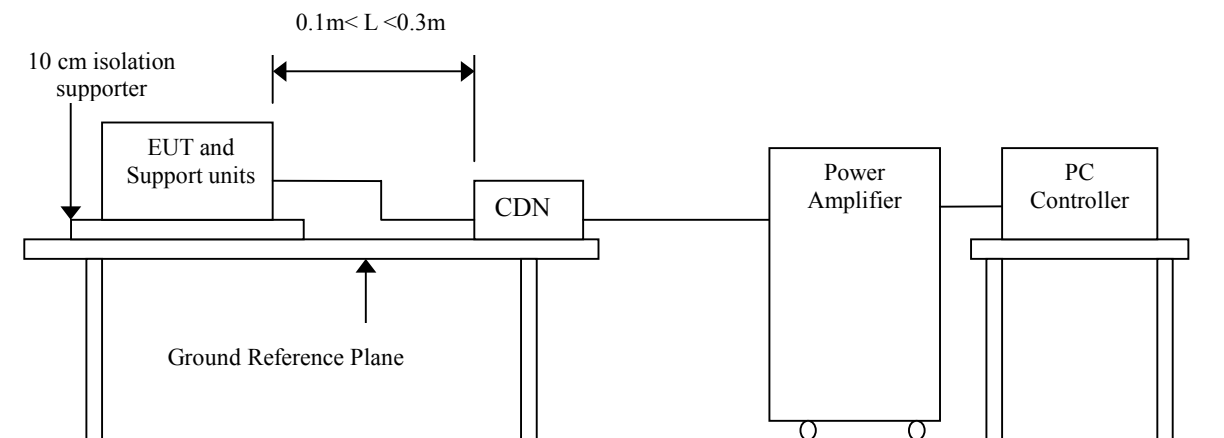 0.1m< L <0.3m
10 cm isolation
supporter
EUT and
Support units
CDN
Power
Amplifier
PC
Controller
Ground Reference Plane